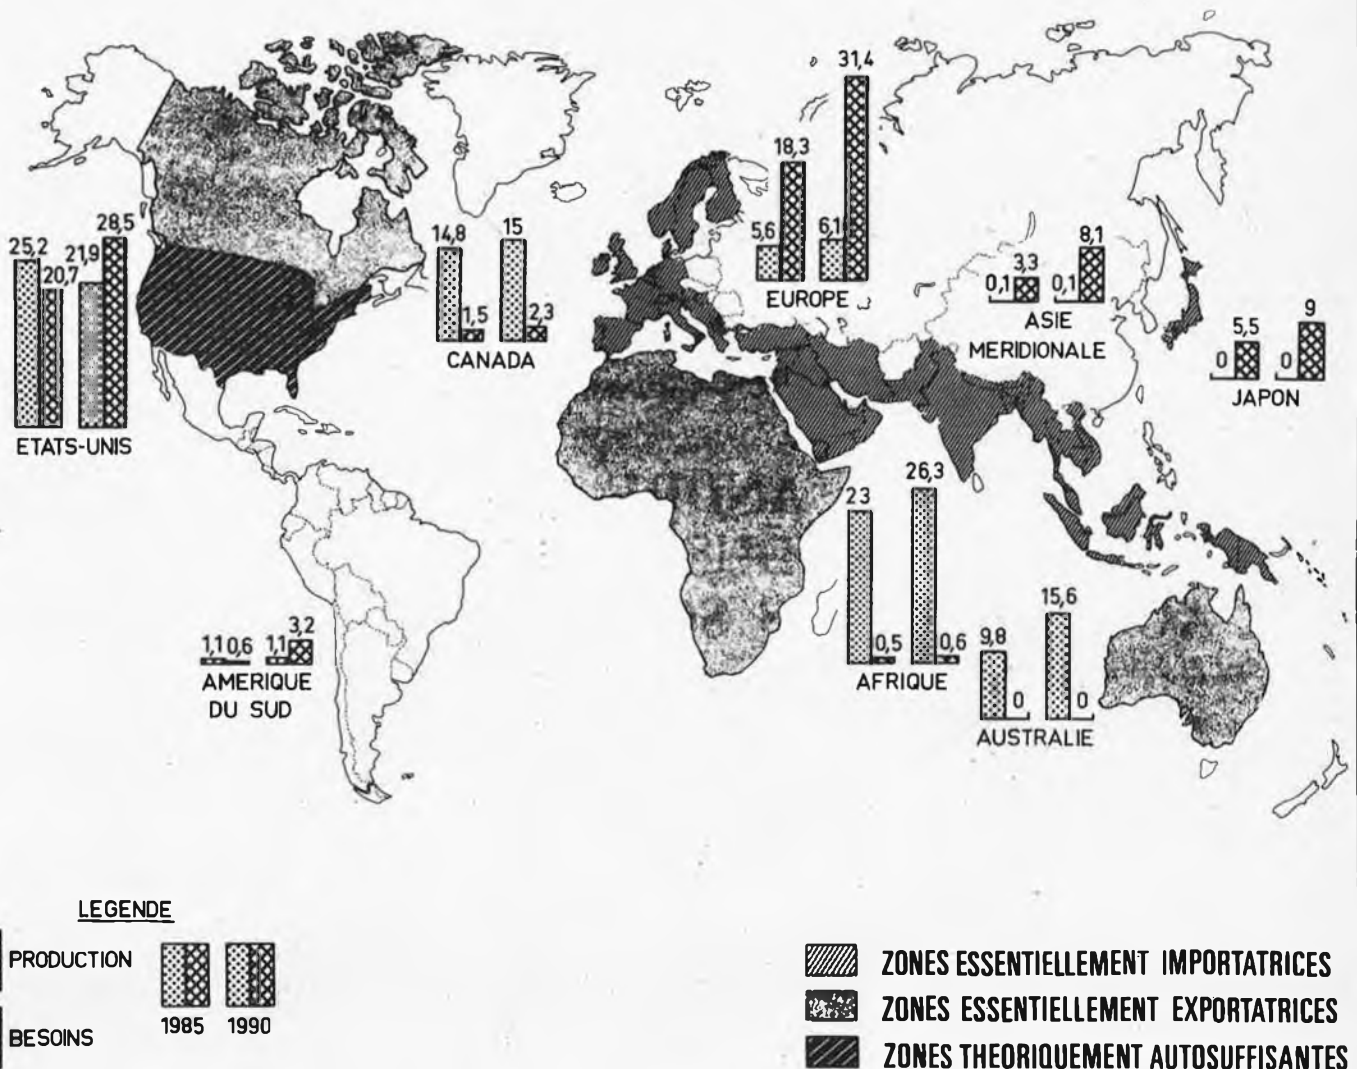 31,4
18,3
5,6
6,1
EUROPE
28,5
25,2
20,7
21,9
ETATS-UNIS
14,8
15
1,5
2,3
CANADA
8,1
3,3
0,1
0,1
ASIE
MERIDIONALE
9
5,5
0
0
JAPON
26,3
23
0,5
0,6
AFRIQUE
15,6
9,8
0
0
AUSTRALIE
3,2
1,1 0,6
1,1
AMERIQUE
DU SUD
LEGENDE
PRODUCTION
BESOINS
1985 1990
ZONES ESSENTIELLEMENT IMPORTATRICES
ZONES ESSENTIELLEMENT EXPORTATRICES
ZONES THEORIQUEMENT AUTOSUFFISANTES